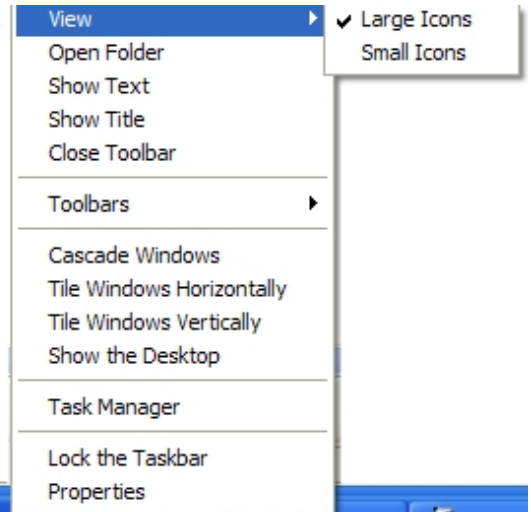 View
Large Icons
Small Icons
Open Folder
Show Text
Show Title
Close Toolbar
Toolbars
Cascade Windows
Tile Windows Horizontally
Tile Windows Vertically
Show the Desktop
Task Manager
Lock the Taskbar
Properties